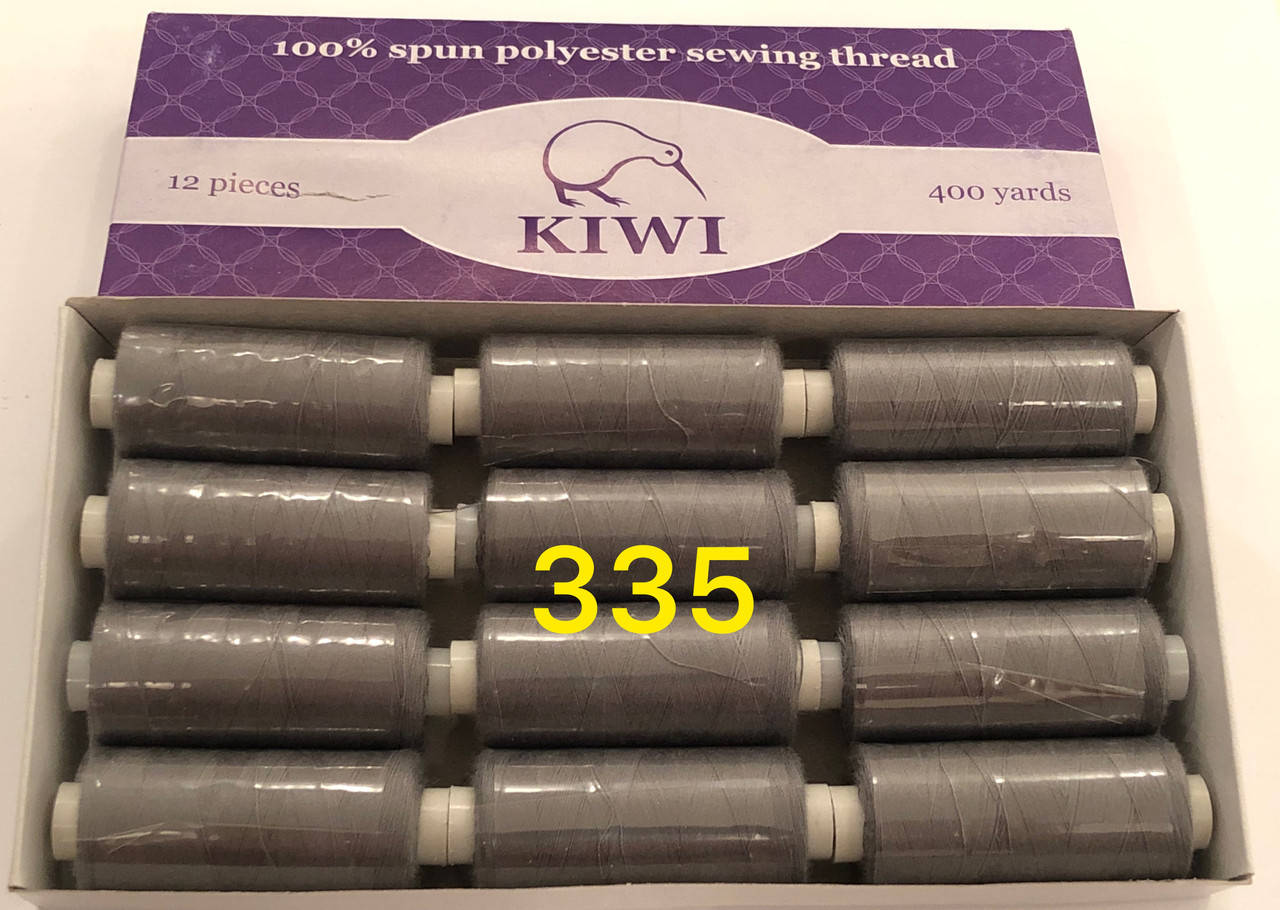 100% spun polyester sewing thread
12 pieces
400 yards
KIWI
335